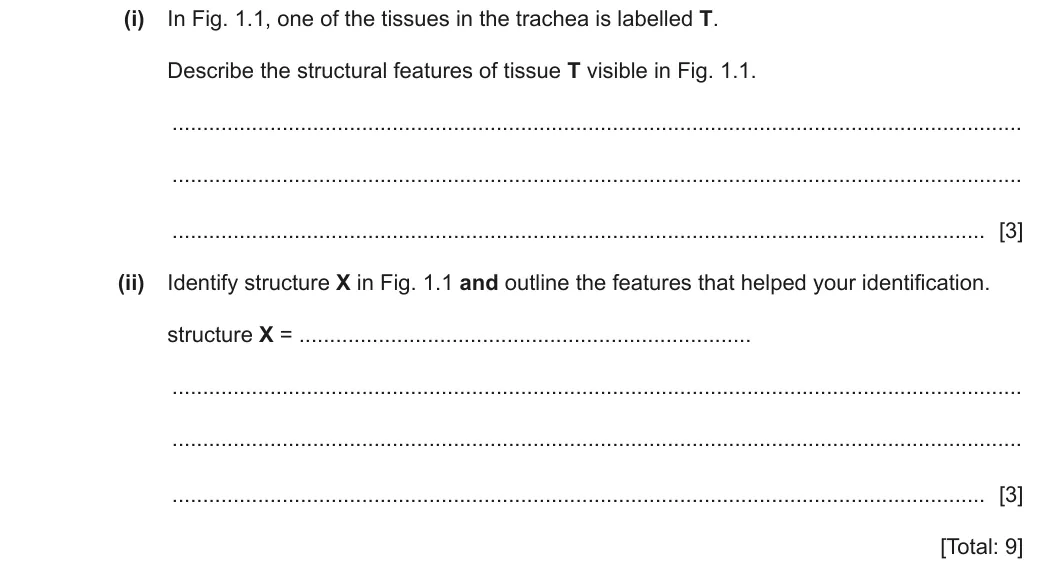 (i) In Fig. 1.1, one of the tissues in the trachea is labelled T.
Describe the structural features of tissue T visible in Fig. 1.1.
..........................................................................................................................................
..........................................................................................................................................
.................................................................................................................................... [3]
(ii) Identify structure X in Fig. 1.1 and outline the features that helped your identification.
structure X = ..........................................................................
..........................................................................................................................................
..........................................................................................................................................
.................................................................................................................................... [3]
[Total: 9]